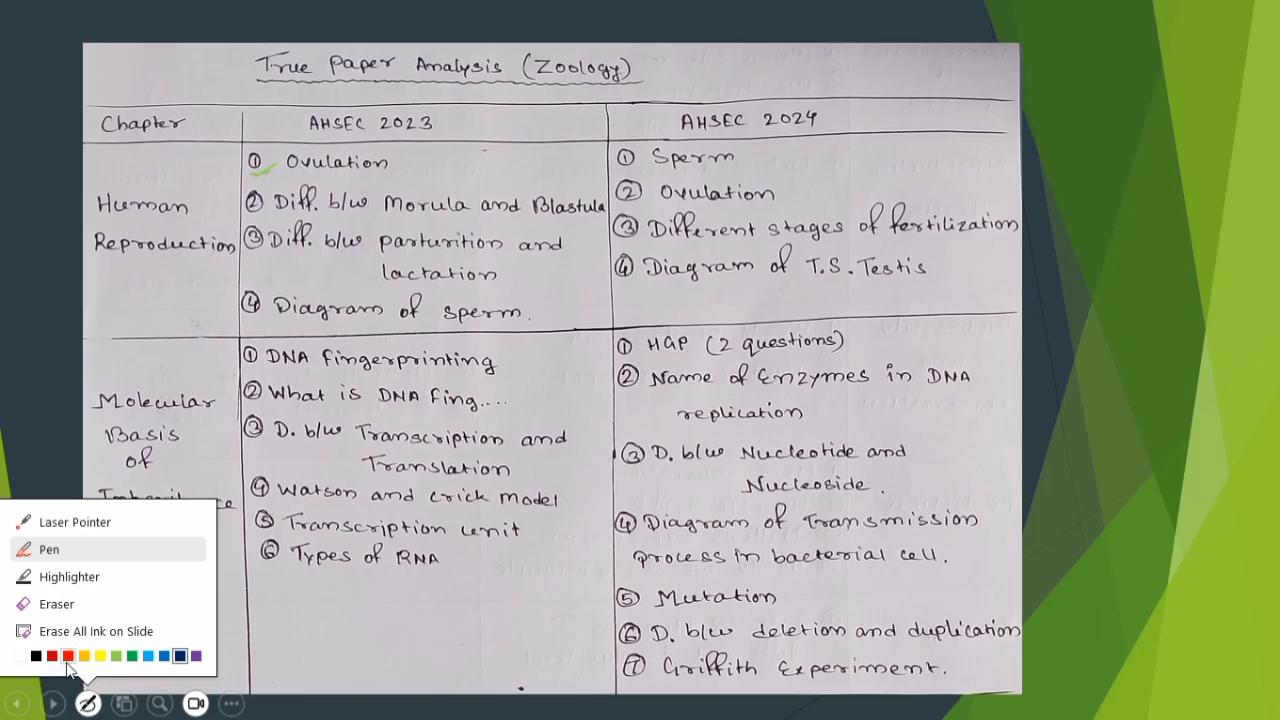 True Paper Analysis (Zoology)
Chapter
AHSEC 2023
AHSEC 2024
Human
Reproduction
① Ovulation
② Diff. b/w Morula and Blastula
③ Diff. b/w parturition and
lactation
④ Diagram of sperm.
① Sperm
② Ovulation
③ Different stages of fertilization
④ Diagram of T.S. Testis
Molecular
Basis
of
① DNA fingerprinting
② What is DNA fing....
③ D. b/w Transcription and
Translation
④ Watson and crick model
⑤ Transcription unit
⑥ Types of RNA
① HGP (2 questions)
② Name of Enzymes in DNA
replication
③ D. b/w Nucleotide and
Nucleoside.
④ Diagram of Transmission
process in bacterial cell.
⑤ Mutation
⑥ D. b/w deletion and duplication
⑦ Griffith Experiment.
Laser Pointer
Pen
Highlighter
Eraser
Erase All Ink on Slide